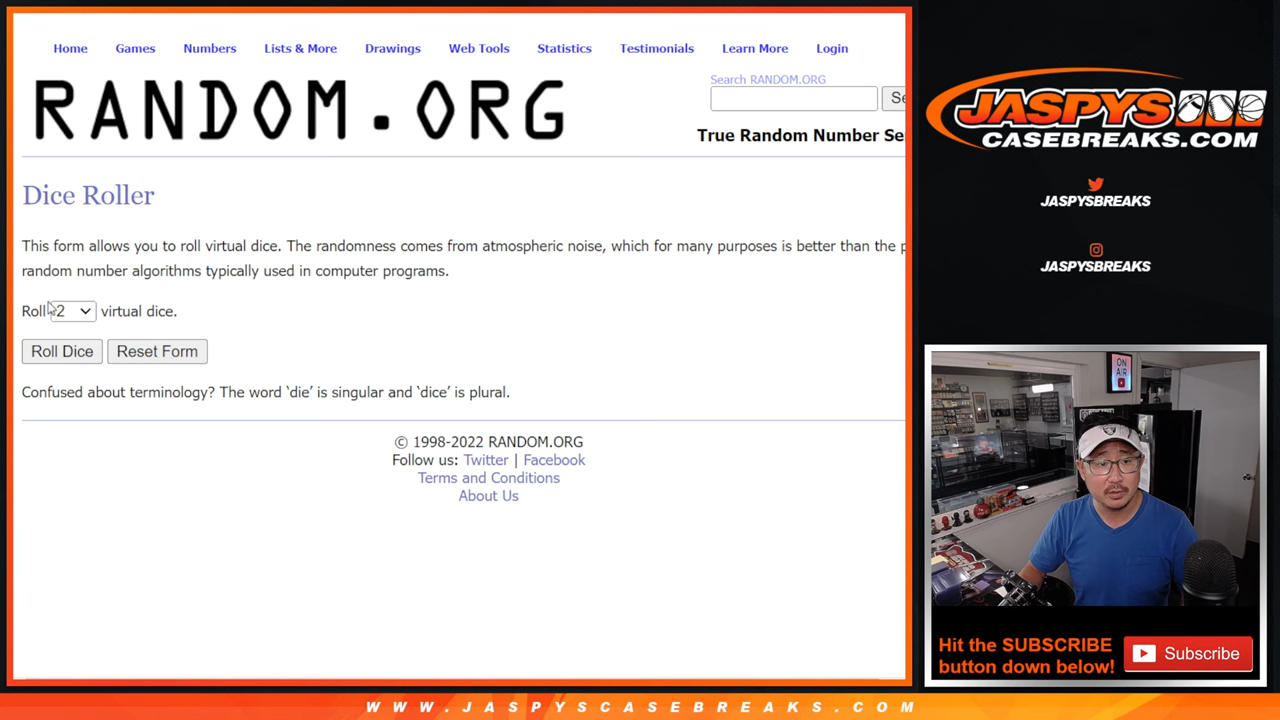 Home Games Numbers Lists & More Drawings Web Tools Statistics Testimonials Learn More Login
RANDOM.ORG
Search RANDOM.ORG
Se
True Random Number Se
Dice Roller
This form allows you to roll virtual dice. The randomness comes from atmospheric noise, which for many purposes is better than the p
random number algorithms typically used in computer programs.
Roll 2 virtual dice.
Roll Dice Reset Form
Confused about terminology? The word ‘die’ is singular and ‘dice’ is plural.
© 1998-2022 RANDOM.ORG
Follow us: Twitter | Facebook
Terms and Conditions
About Us
JASPYS
CASEBREAKS.COM
JASPYSBREAKS
JASPYSBREAKS
ON
AIR
Hit the SUBSCRIBE
button down below!
Subscribe
WWW.JASPYSCASEBREAKS.COM